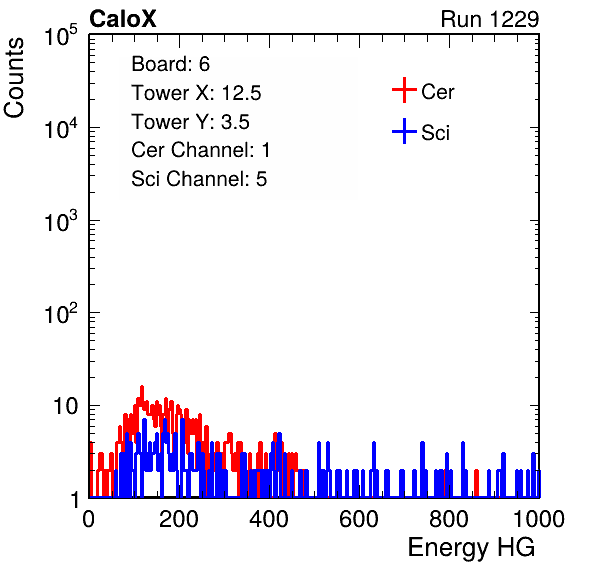 CaloX Run 1229
Counts
10^5
10^4
10^3
10^2
10
1
Board: 6
Tower X: 12.5
Tower Y: 3.5
Cer Channel: 1
Sci Channel: 5
Cer
Sci
0 200 400 600 800 1000
Energy HG